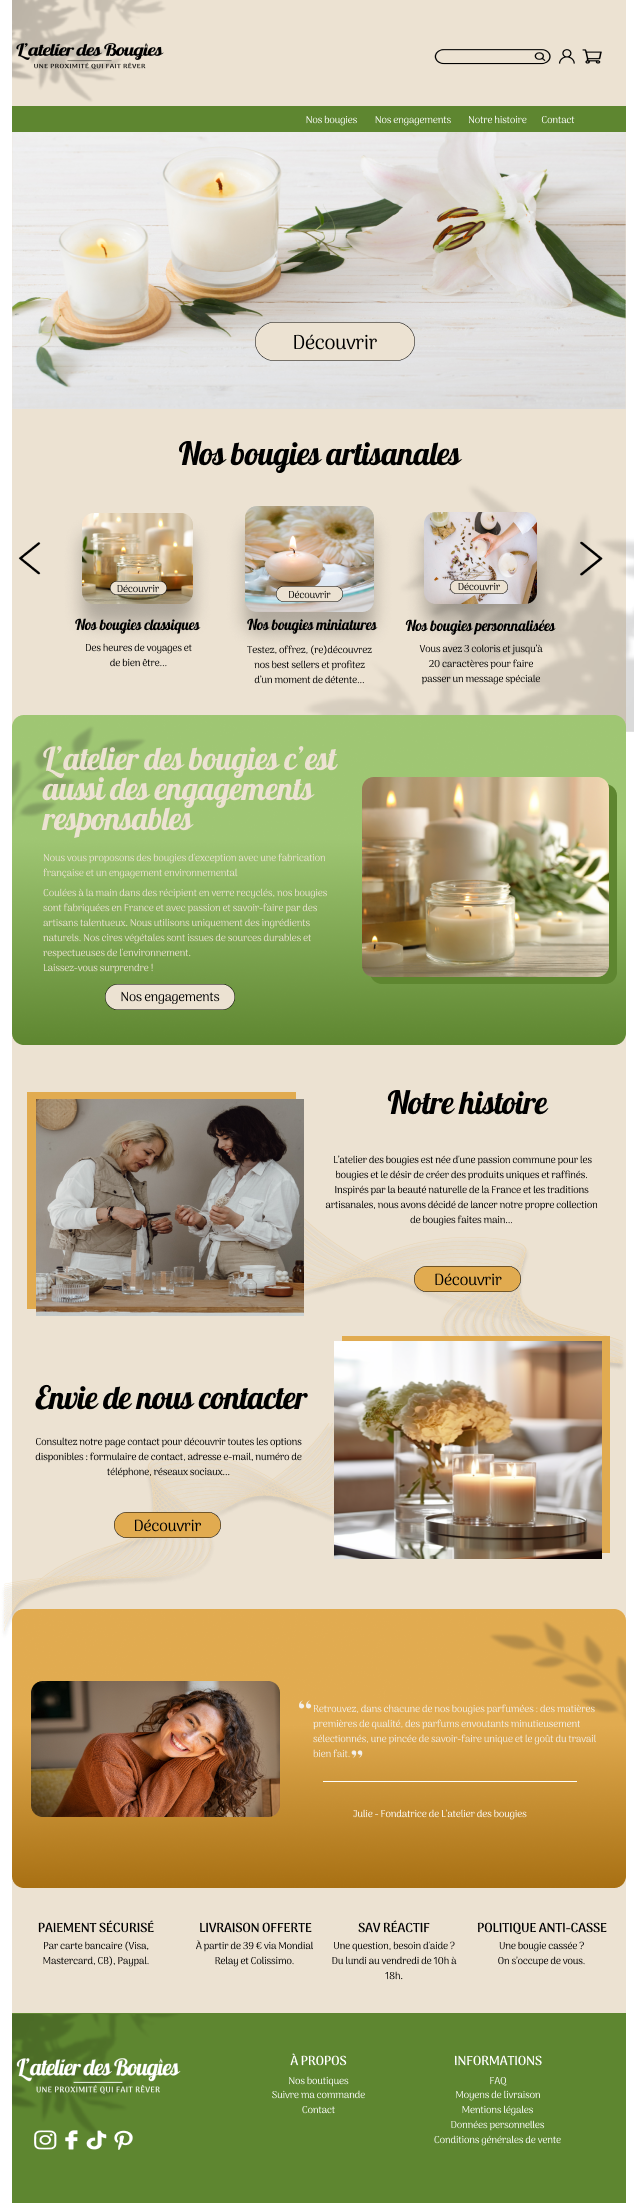 L'atelier des Bougies
UNE PROXIMITÉ QUI FAIT RÊVER
Nos bougies
Nos engagements
Notre histoire
Contact
Découvrir
Nos bougies artisanales
Découvrir
Découvrir
Découvrir
Nos bougies classiques
Des heures de voyages et
de bien être...
Nos bougies miniatures
Testez, offrez, (re)découvrez
nos best sellers et profitez
d'un moment de détente...
Nos bougies personnalisées
Vous avez 3 coloris et jusqu'à
20 caractères pour faire
passer un message spéciale
L'atelier des bougies c'est
aussi des engagements
responsables
Nous vous proposons des bougies d'exception avec une fabrication
française et un engagement environnemental
Coulées à la main dans des récipient en verre recyclés, nos bougies
sont fabriquées en France et avec passion et savoir-faire par des
artisans talentueux. Nous utilisons uniquement des ingrédients
naturels. Nos cires végétales sont issues de sources durables et
respectueuses de l'environnement.
Laissez-vous surprendre !
Nos engagements
Notre histoire
L'atelier des bougies est née d'une passion commune pour les
bougies et le désir de créer des produits uniques et raffinés.
Inspirés par la beauté naturelle de la France et les traditions
artisanales, nous avons décidé de lancer notre propre collection
de bougies faites main...
Découvrir
Envie de nous contacter
Consultez notre page contact pour découvrir toutes les options
disponibles : formulaire de contact, adresse e-mail, numéro de
téléphone, réseaux sociaux...
Découvrir
❝ Retrouvez, dans chacune de nos bougies parfumées : des matières
premières de qualité, des parfums envoutants minutieusement
sélectionnés, une pincée de savoir-faire unique et le goût du travail
bien fait. ❞
Julie - Fondatrice de L'atelier des bougies
PAIEMENT SÉCURISÉ
Par carte bancaire (Visa,
Mastercard, CB), Paypal.
LIVRAISON OFFERTE
À partir de 39 € via Mondial
Relay et Colissimo.
SAV RÉACTIF
Une question, besoin d'aide ?
Du lundi au vendredi de 10h à
18h.
POLITIQUE ANTI-CASSE
Une bougie cassée ?
On s'occupe de vous.
L'atelier des Bougies
UNE PROXIMITÉ QUI FAIT RÊVER
À PROPOS
Nos boutiques
Suivre ma commande
Contact
INFORMATIONS
FAQ
Moyens de livraison
Mentions légales
Données personnelles
Conditions générales de vente